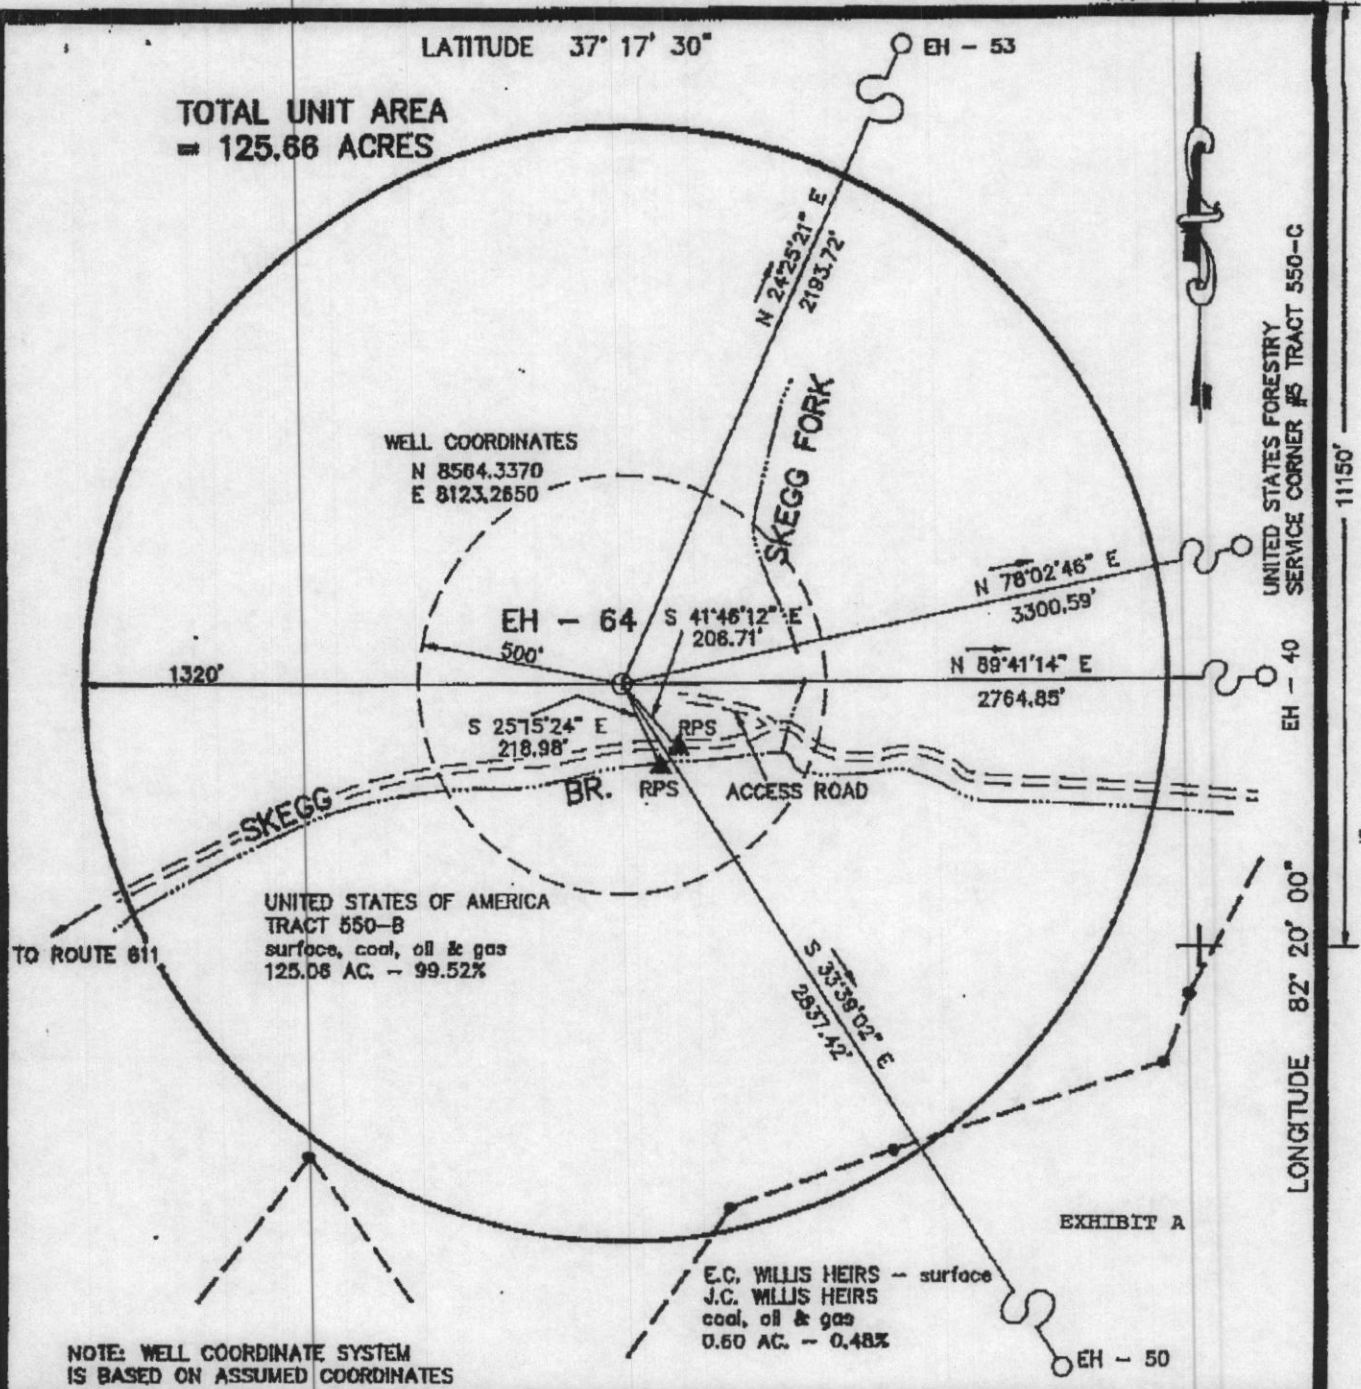 LATITUDE 37° 17' 30"
EH - 53
TOTAL UNIT AREA
= 125.66 ACRES
N 24°25'21" E
2193.72'
11150'
UNITED STATES FORESTRY
SERVICE CORNER #5 TRACT 550-C
SKEGG FORK
WELL COORDINATES
N 8564.3370
E 8123.2650
N 78°02'46" E
3300.59'
EH - 64
S 41°46'12" E
206.71'
500'
1320'
N 89°41'14" E
2764.85'
EH - 40
S 25°15'24" E
218.98'
RPS
RPS
ACCESS ROAD
SKEGG
BR.
UNITED STATES OF AMERICA
TRACT 550-B
surface, coal, oil & gas
125.06 AC. - 99.52%
TO ROUTE 611
S 33°39'02" E
2837.42'
LONGITUDE 82° 20' 00"
EXHIBIT A
E.C. WILLIS HEIRS - surface
J.C. WILLIS HEIRS
coal, oil & gas
0.60 AC. - 0.48%
EH - 50
NOTE: WELL COORDINATE SYSTEM
IS BASED ON ASSUMED COORDINATES